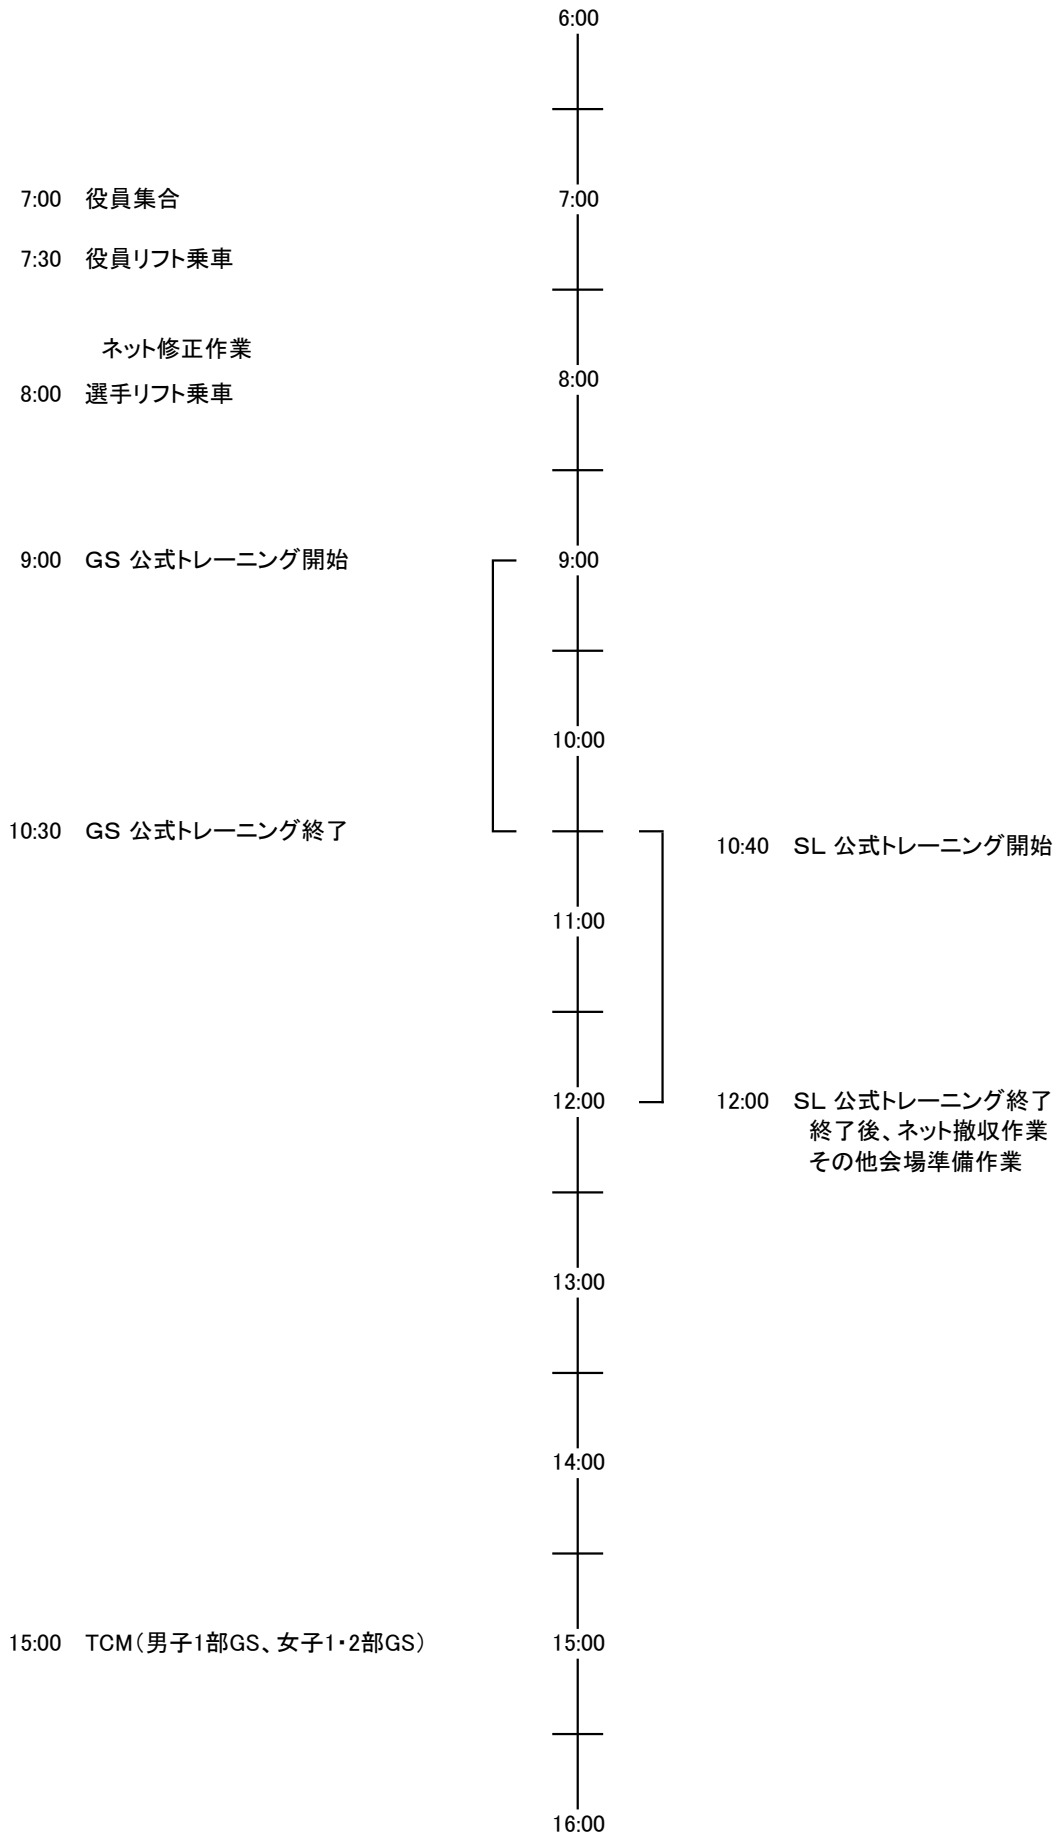 6:00
7:00 役員集合
7:00
7:30 役員リフト乗車
ネット修正作業
8:00
8:00 選手リフト乗車
9:00 GS 公式トレーニング開始
9:00
10:00
10:30 GS 公式トレーニング終了
10:40 SL 公式トレーニング開始
11:00
12:00
12:00 SL 公式トレーニング終了
終了後、ネット撤収作業
その他会場準備作業
13:00
14:00
15:00 TCM(男子1部GS、女子1・2部GS)
15:00
16:00